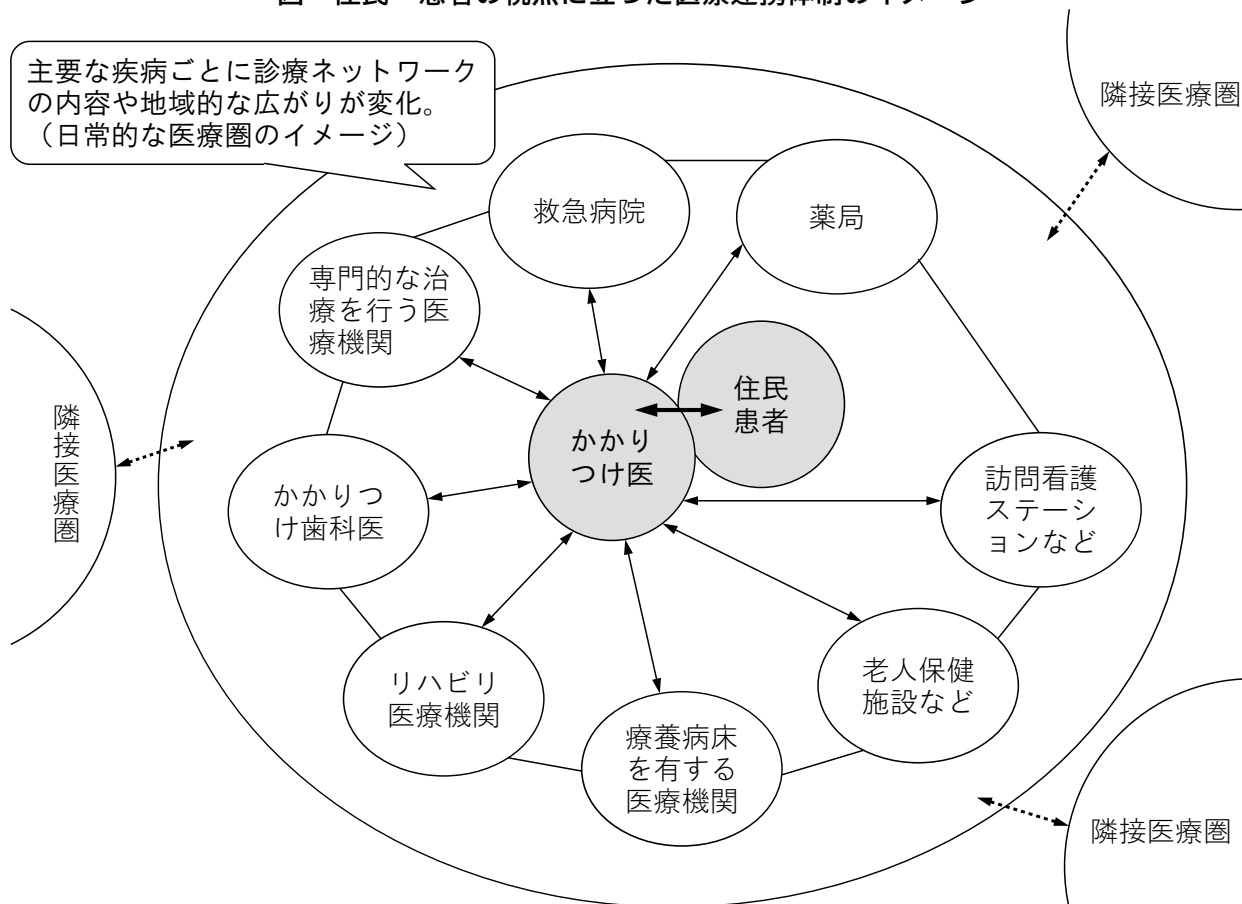 主要な疾病ごとに診療ネットワーク
の内容や地域的な広がりが変化。
（日常的な医療圏のイメージ）
隣接医療圏
救急病院
薬局
専門的な治
療を行う医
療機関
住民
患者
かかり
つけ医
隣接医療圏
かかりつ
け歯科医
訪問看護
ステーシ
ョンなど
リハビリ
医療機関
老人保健
施設など
療養病床
を有する
医療機関
隣接医療圏